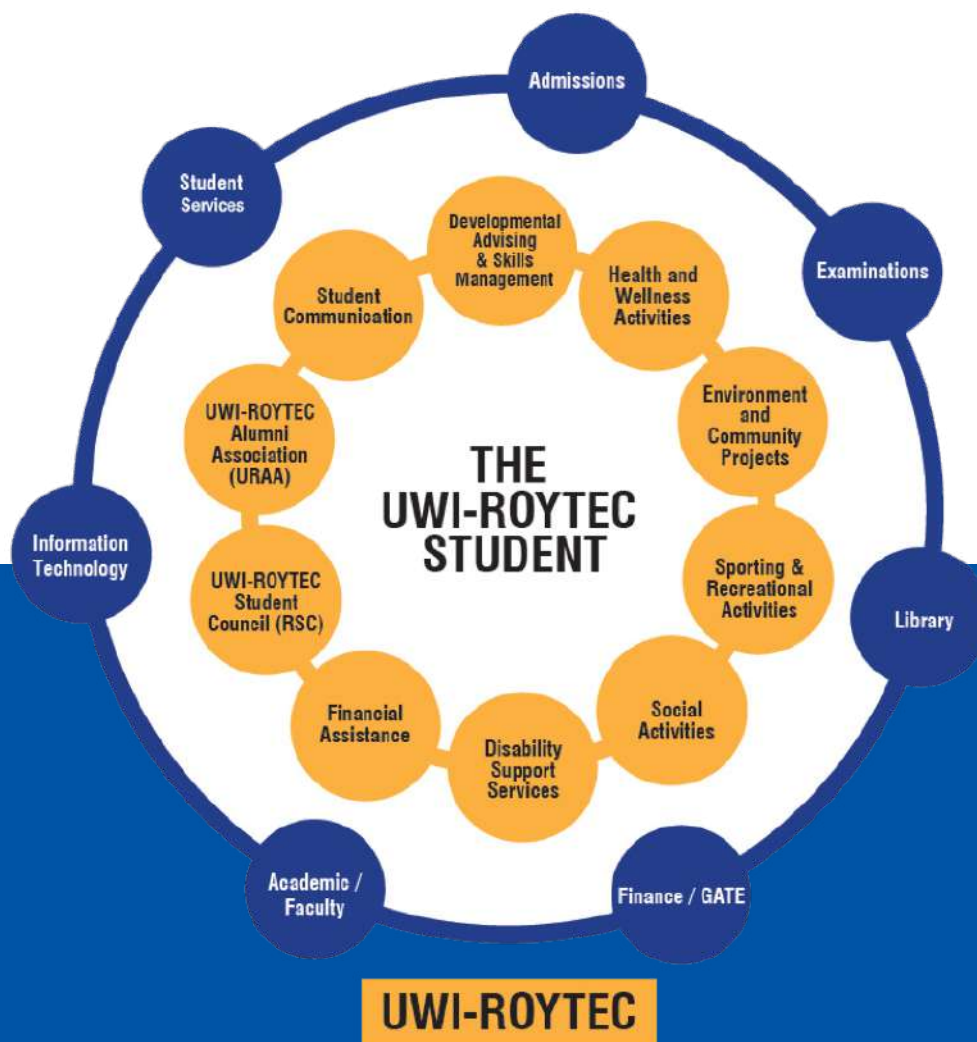 Admissions
Student
Services
Examinations
Developmental
Advising
& Skills
Management
Student
Communication
Health and
Wellness
Activities
UWI-ROYTEC
Alumni
Association
(URAA)
Environment
and
Community
Projects
THE
UWI-ROYTEC
STUDENT
Information
Technology
UWI-ROYTEC
Student
Council (RSC)
Sporting &
Recreational
Activities
Library
Financial
Assistance
Disability
Support
Services
Social
Activities
Academic /
Faculty
Finance / GATE
UWI-ROYTEC